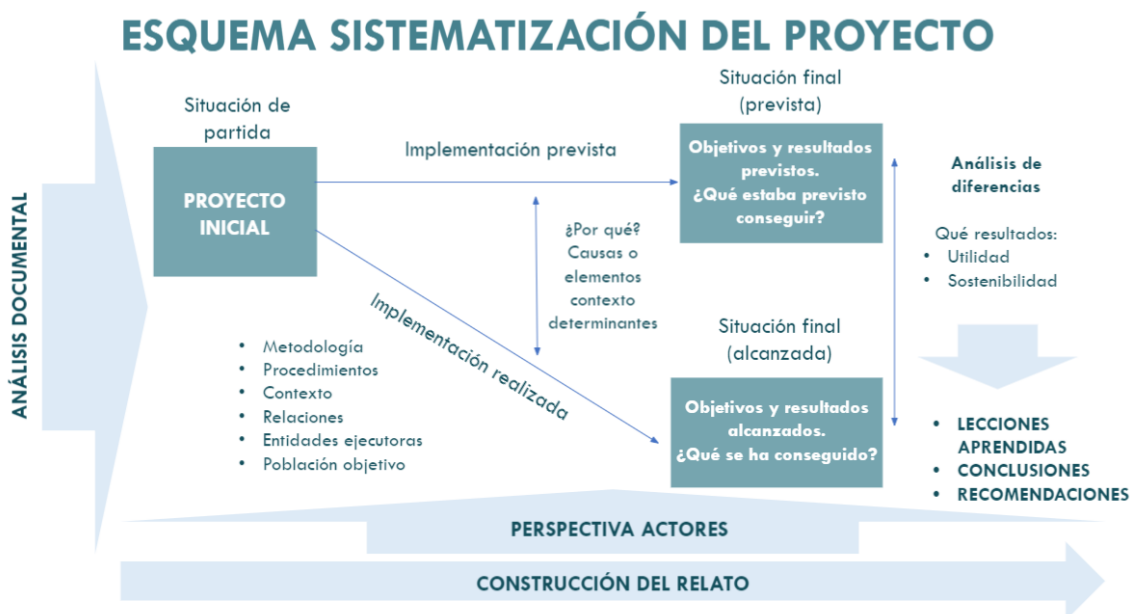 ESQUEMA SISTEMATIZACIÓN DEL PROYECTO
ANÁLISIS DOCUMENTAL
Situación de
partida
PROYECTO
INICIAL
Implementación prevista
Situación final
(prevista)
Objetivos y resultados
previstos.
¿Qué estaba previsto
conseguir?
¿Por qué?
Causas o
elementos
contexto
determinantes
Implementación realizada
• Metodología
• Procedimientos
• Contexto
• Relaciones
• Entidades ejecutoras
• Población objetivo
Situación final
(alcanzada)
Objetivos y resultados
alcanzados.
¿Qué se ha conseguido?
Análisis de
diferencias
Qué resultados:
• Utilidad
• Sostenibilidad
• LECCIONES
APRENDIDAS
• CONCLUSIONES
• RECOMENDACIONES
PERSPECTIVA ACTORES
CONSTRUCCIÓN DEL RELATO